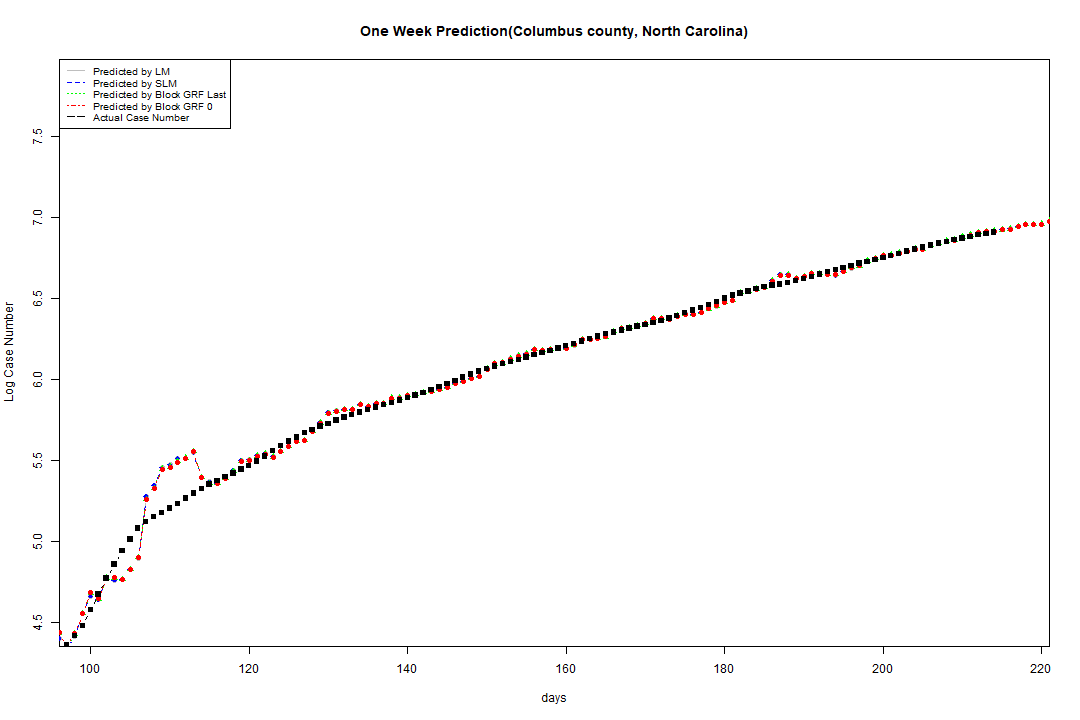 One Week Prediction(Columbus county, North Carolina)
Predicted by LM
Predicted by SLM
Predicted by Block GRF Last
Predicted by Block GRF 0
Actual Case Number
Log Case Number
7.5
7.0
6.5
6.0
5.5
5.0
4.5
100 120 140 160 180 200 220
days